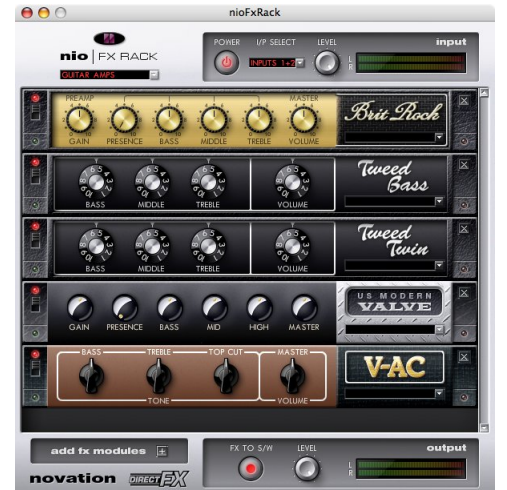 nioFxRack
nio | FX RACK
GUITAR AMPS
POWER I/P SELECT LEVEL input
INPUTS 1+2
L
R
PREAMP MASTER
GAIN PRESENCE BASS MIDDLE TREBLE VOLUME
Brit Rock
BASS MIDDLE TREBLE VOLUME
Tweed
Bass
BASS MIDDLE TREBLE VOLUME
Tweed
Twin
GAIN PRESENCE BASS MID HIGH MASTER
US MODERN
VALVE
BASS TREBLE TOP CUT MASTER
TONE VOLUME
V-AC
add fx modules +
FX TO S/W LEVEL output
L
R
novation DIRECT FX